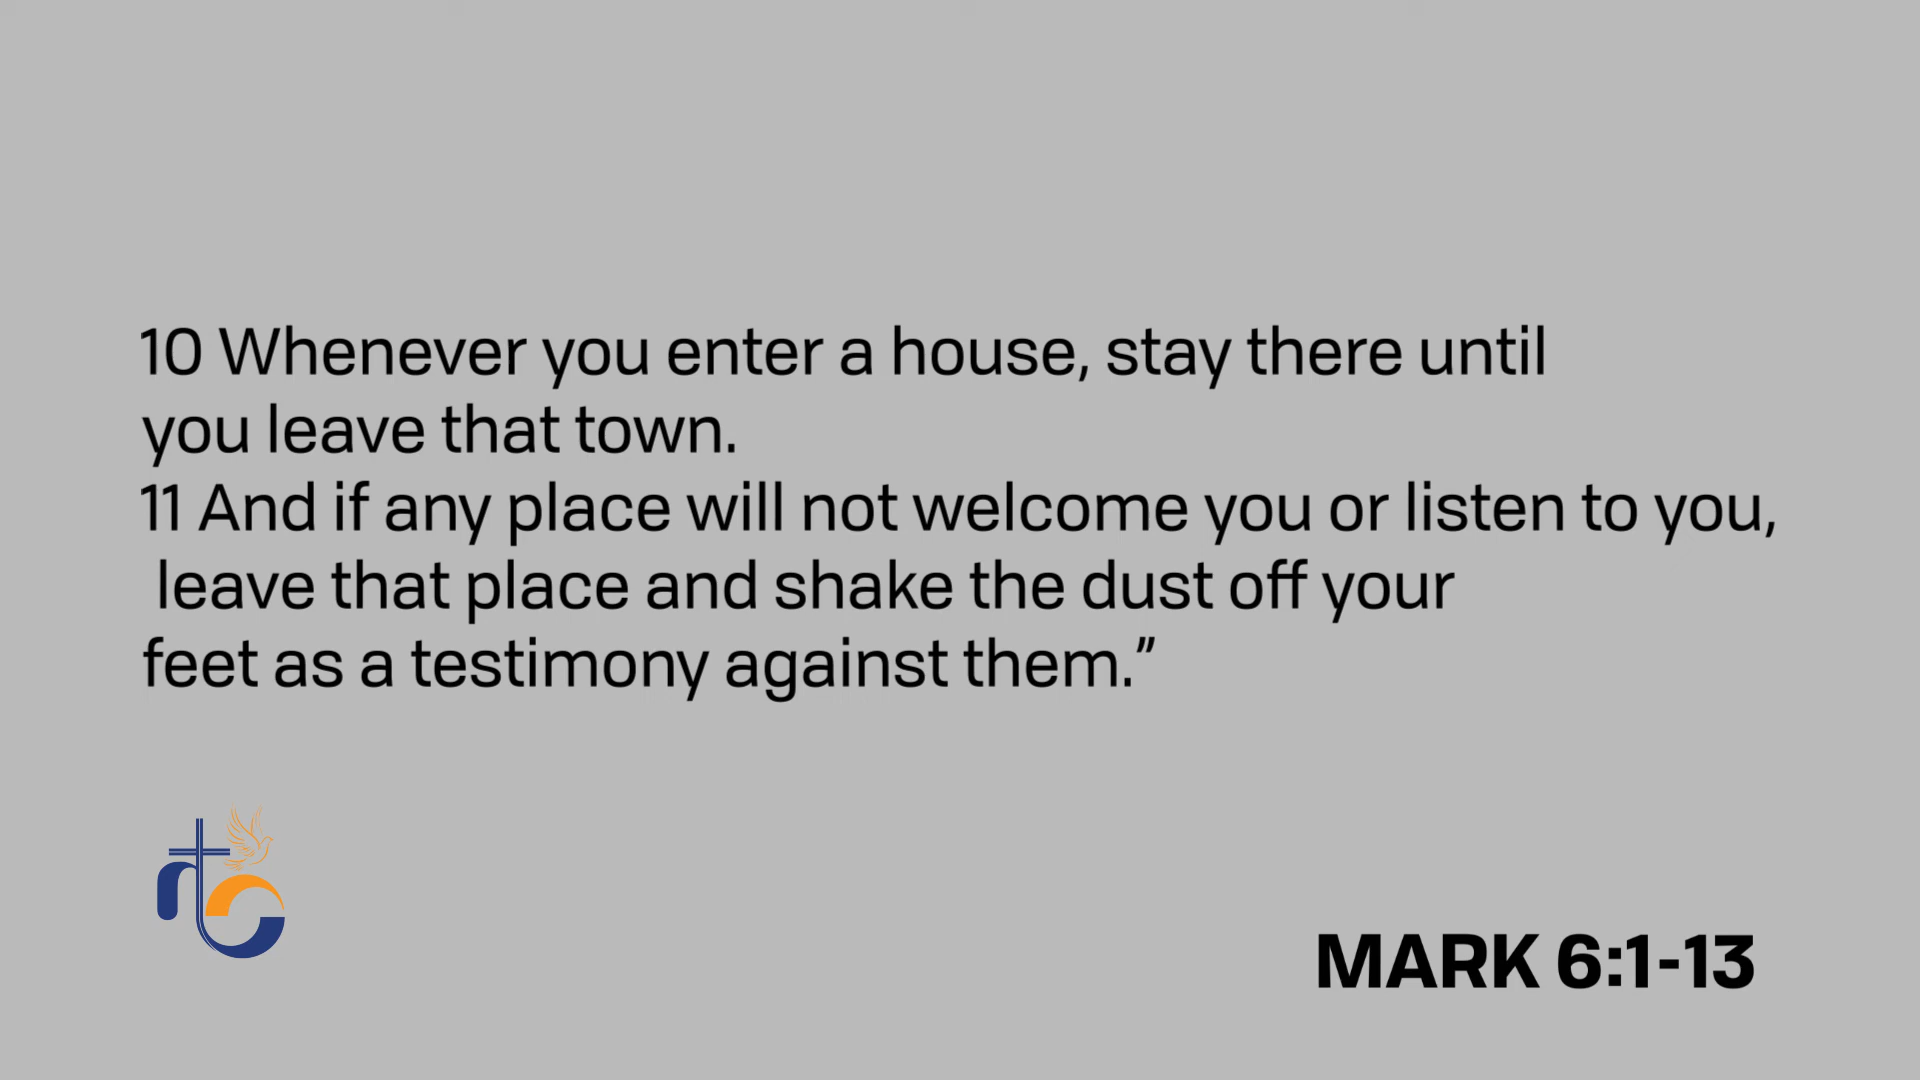 10 Whenever you enter a house, stay there until
you leave that town.
11 And if any place will not welcome you or listen to you,
leave that place and shake the dust off your
feet as a testimony against them.”
MARK 6:1-13